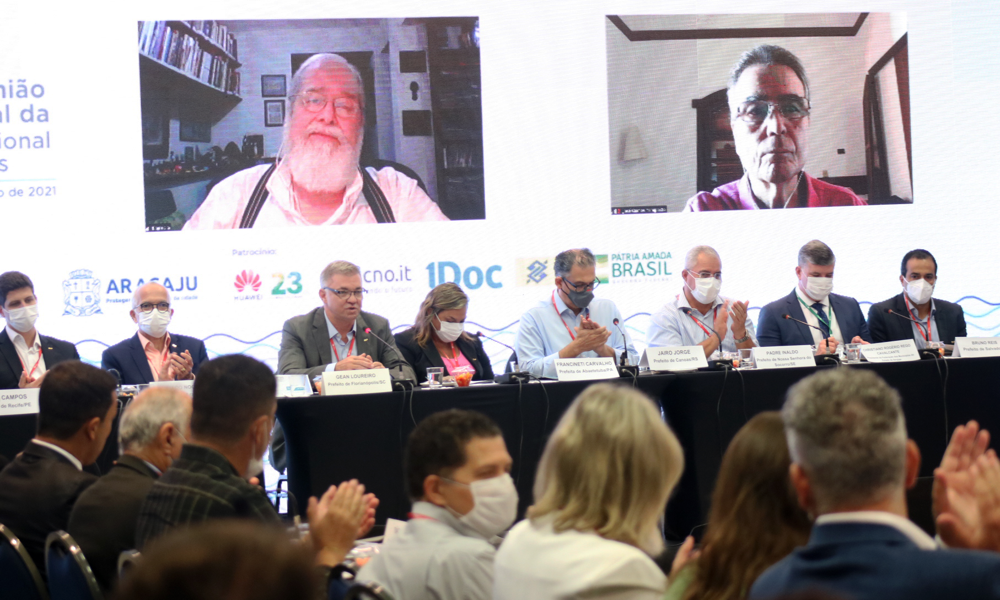 nião
al da
ional
s
o de 2021
Patrocínio:
ARACAJU
HUAWEI
23
cno.it
1Doc
PÁTRIA AMADA
BRASIL
CAMPOS
de Recife/PE
GEAN LOUREIRO
Prefeito de Florianópolis/SC
FRANCINETI CARVALHO
Prefeita de Abaetetuba/PA
JAIRO JORGE
Prefeito de Canoas/RS
PADRE INALDO
Prefeito de Nossa Senhora do
Socorro/SE
CHRISTIANO ROGÉRIO REGO
CAVALCANTE
BRUNO REIS
Prefeito de Salvado